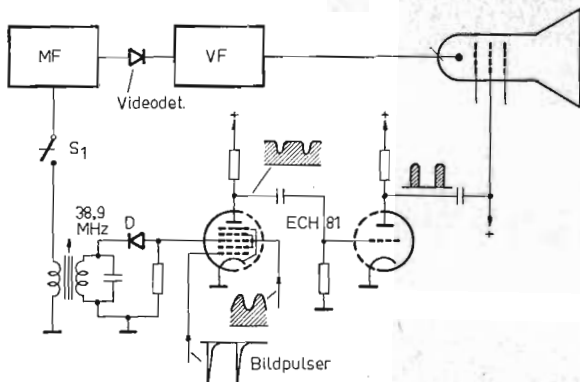 MF
VF
Videodet.
S1
+
+
38,9
MHz
D
ECH 81
+
Bildpulser